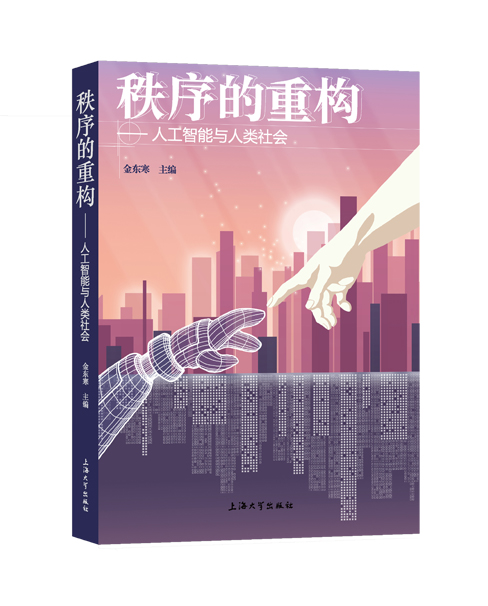 秩序的重构
——人工智能与人类社会
金东寒 主编
上海大学出版社
秩序的重构——人工智能与人类社会
金东寒 主编
上海大学出版社